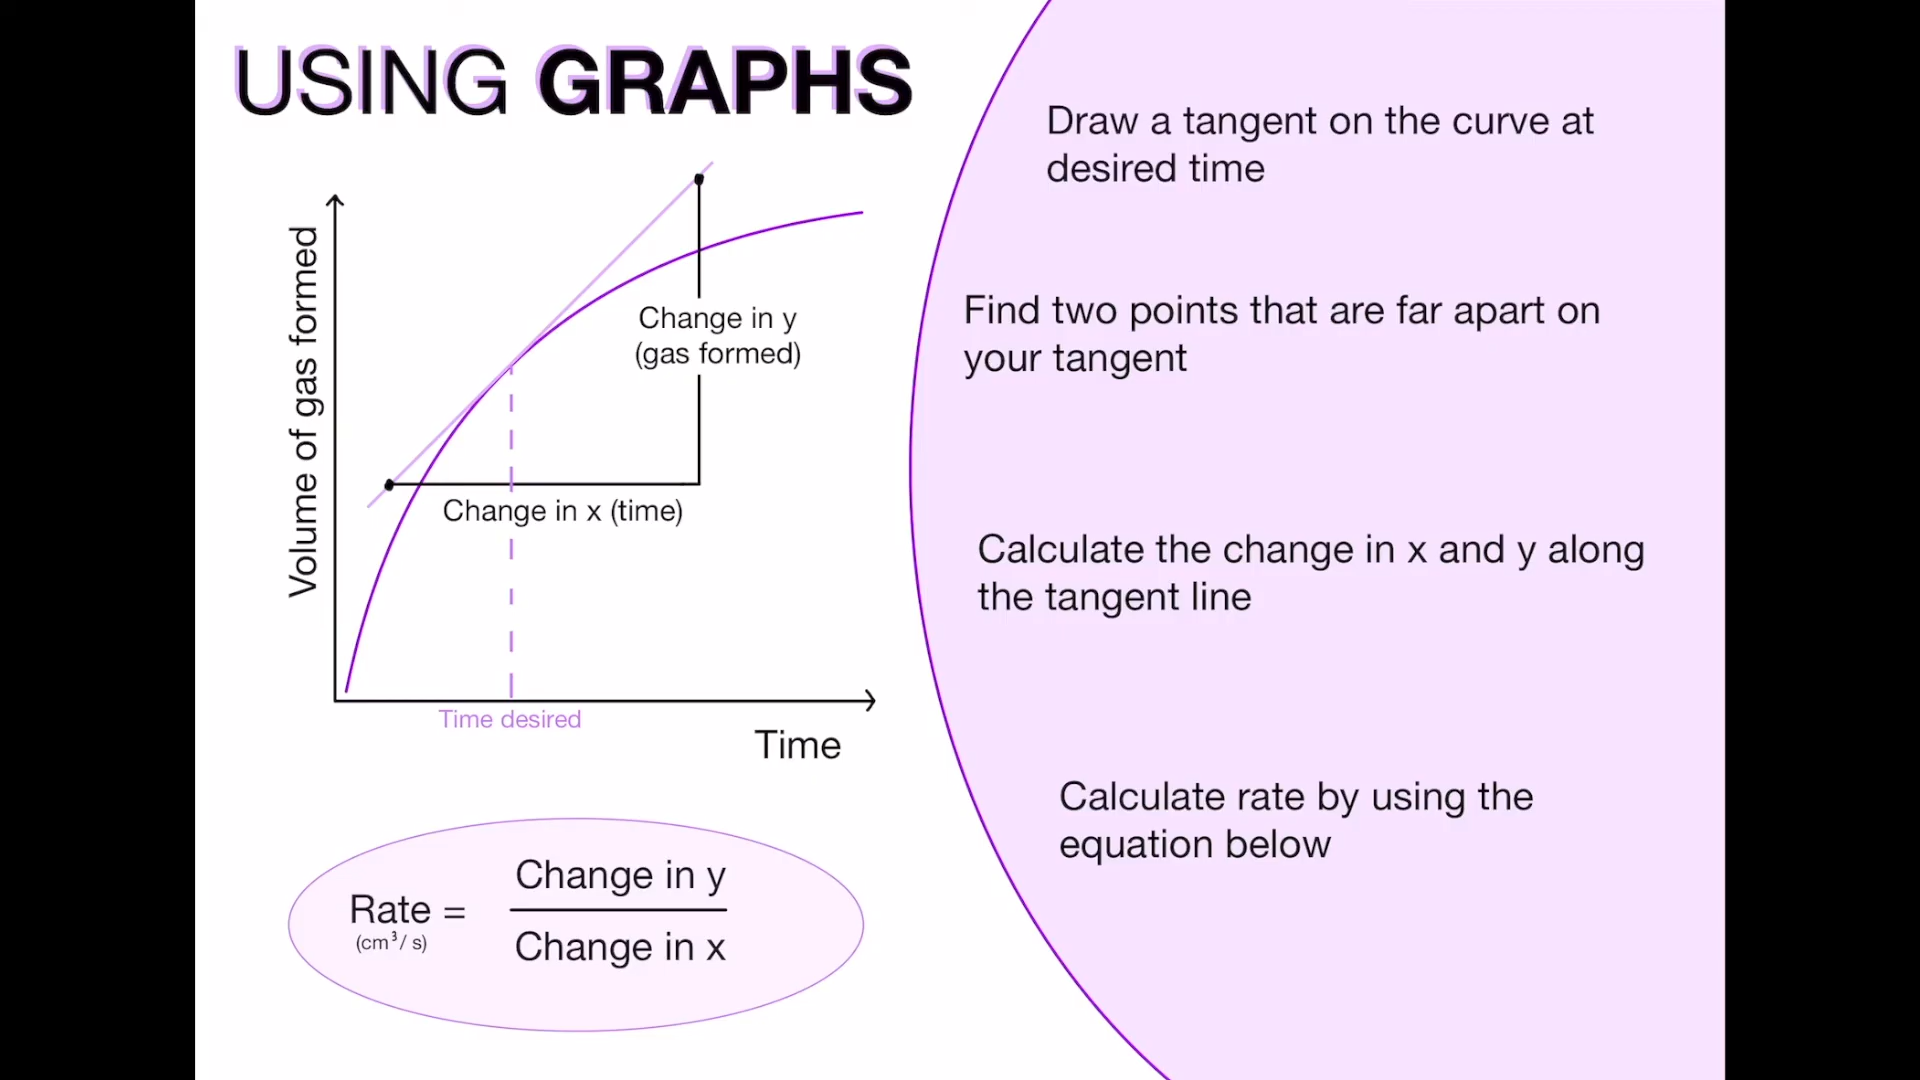 USING GRAPHS
Volume of gas formed
Change in y
(gas formed)
Change in x (time)
Time desired
Time
Rate =
(cm³/ s)
Change in y
Change in x
Draw a tangent on the curve at
desired time
Find two points that are far apart on
your tangent
Calculate the change in x and y along
the tangent line
Calculate rate by using the
equation below